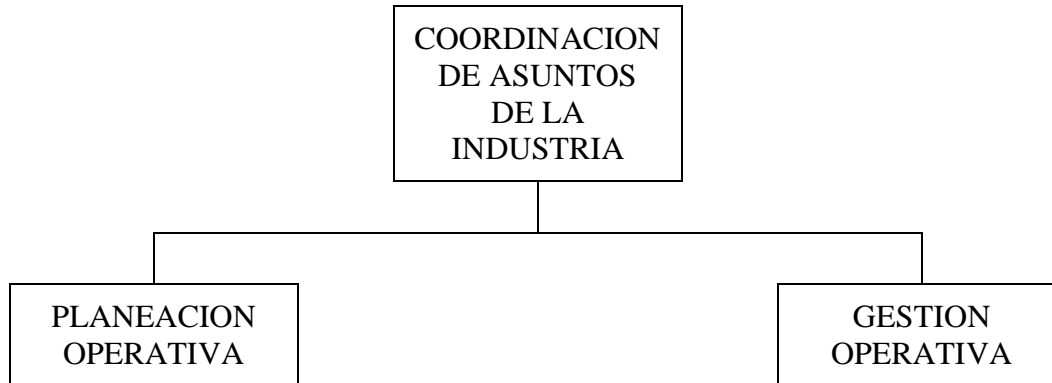 COORDINACION
DE ASUNTOS
DE LA
INDUSTRIA
PLANEACION
OPERATIVA
GESTION
OPERATIVA